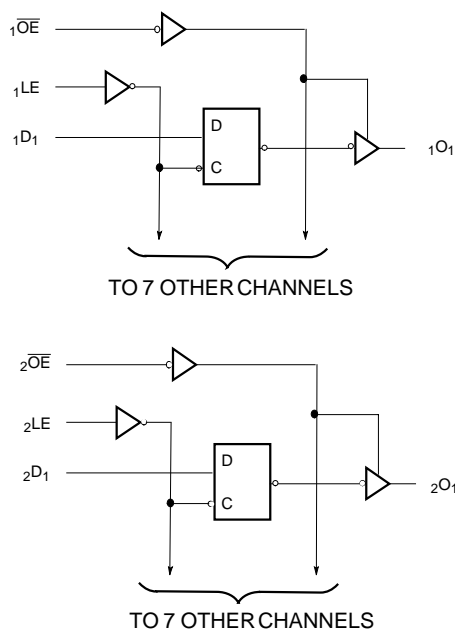 1OE
1LE
1D1
D
C
1O1
TO 7 OTHER CHANNELS
2OE
2LE
2D1
D
C
2O1
TO 7 OTHER CHANNELS